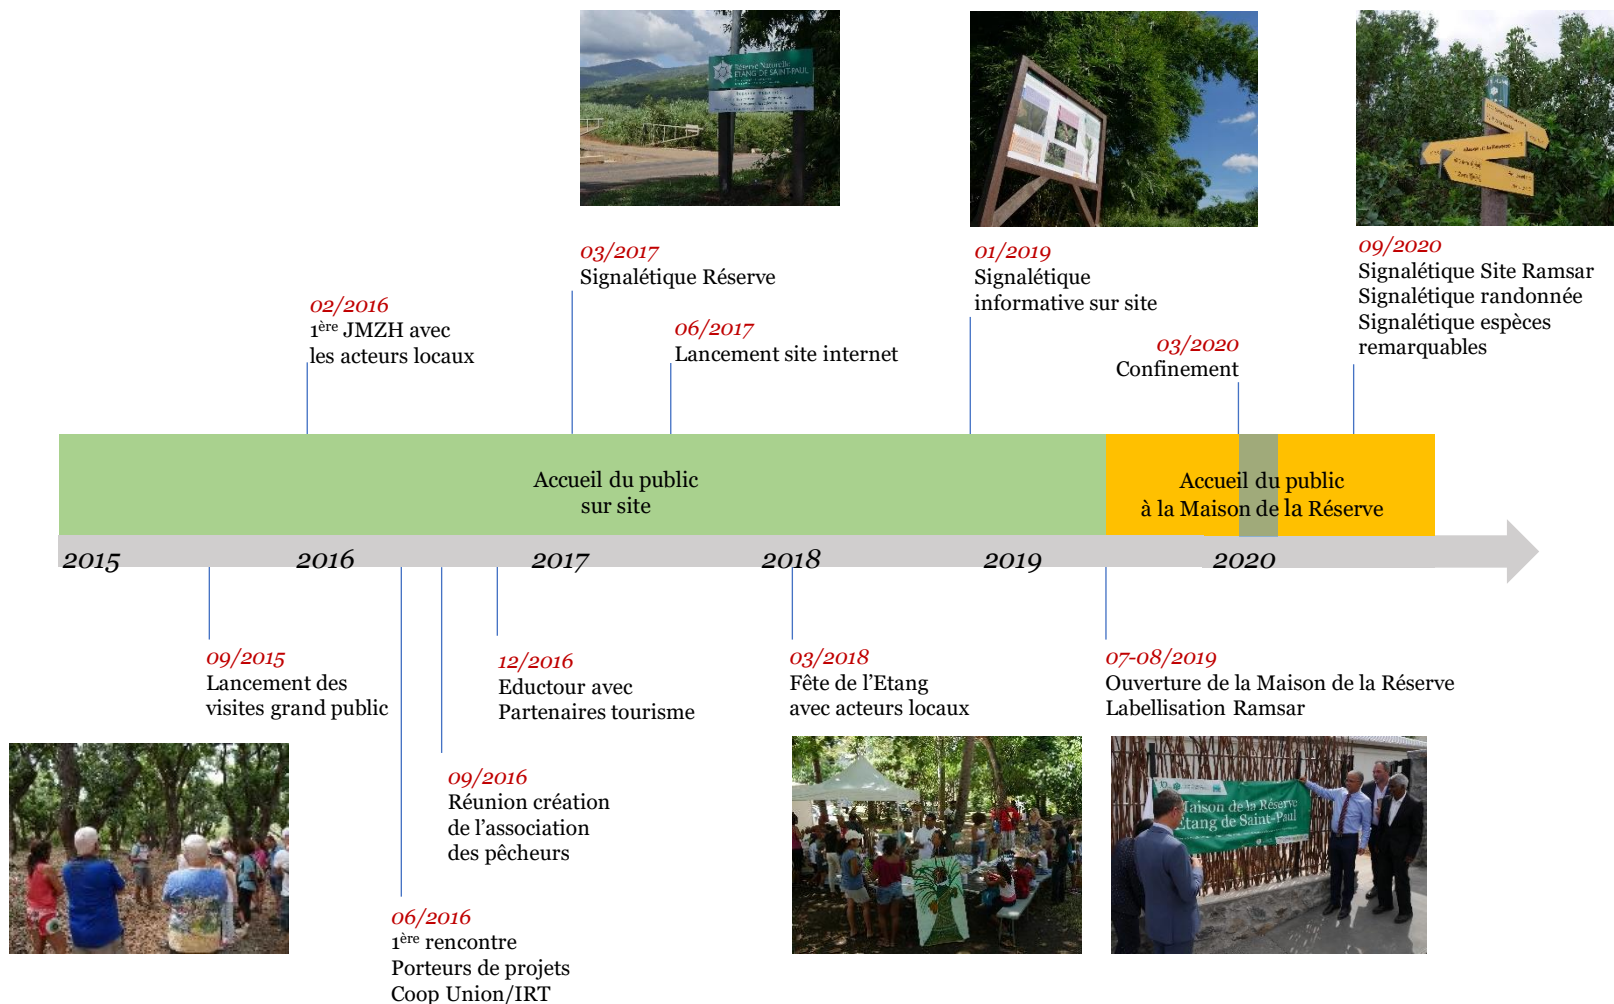 Réserve Naturelle
ETANG DE SAINT-PAUL
03/2017
Signalétique Réserve
01/2019
Signalétique
informative sur site
09/2020
Signalétique Site Ramsar
Signalétique randonnée
Signalétique espèces
remarquables
02/2016
1ère JMZH avec
les acteurs locaux
06/2017
Lancement site internet
03/2020
Confinement
Accueil du public
sur site
Accueil du public
à la Maison de la Réserve
2015
2016
2017
2018
2019
2020
09/2015
Lancement des
visites grand public
12/2016
Eductour avec
Partenaires tourisme
03/2018
Fête de l’Etang
avec acteurs locaux
07-08/2019
Ouverture de la Maison de la Réserve
Labellisation Ramsar
09/2016
Réunion création
de l’association
des pêcheurs
Maison de la Réserve
Etang de Saint-Paul
06/2016
1ère rencontre
Porteurs de projets
Coop Union/IRT